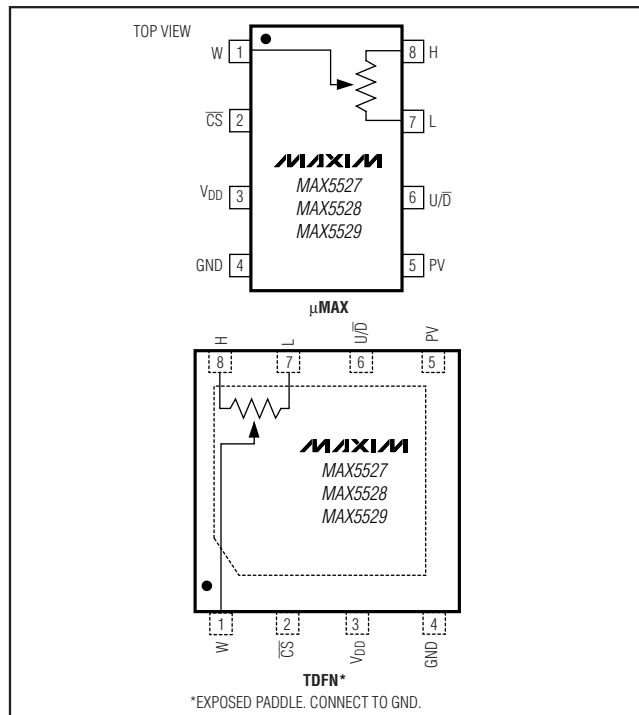 TOP VIEW
W 1
8 H
C̅S̅ 2
7 L
MAXIM
MAX5527
MAX5528
MAX5529
VDD 3
6 U/D̅
GND 4
5 PV
µMAX
H L U/D̅ PV
8 7 6 5
MAXIM
MAX5527
MAX5528
MAX5529
1 2 3 4
W C̅S̅ VDD GND
TDFN*
*EXPOSED PADDLE. CONNECT TO GND.